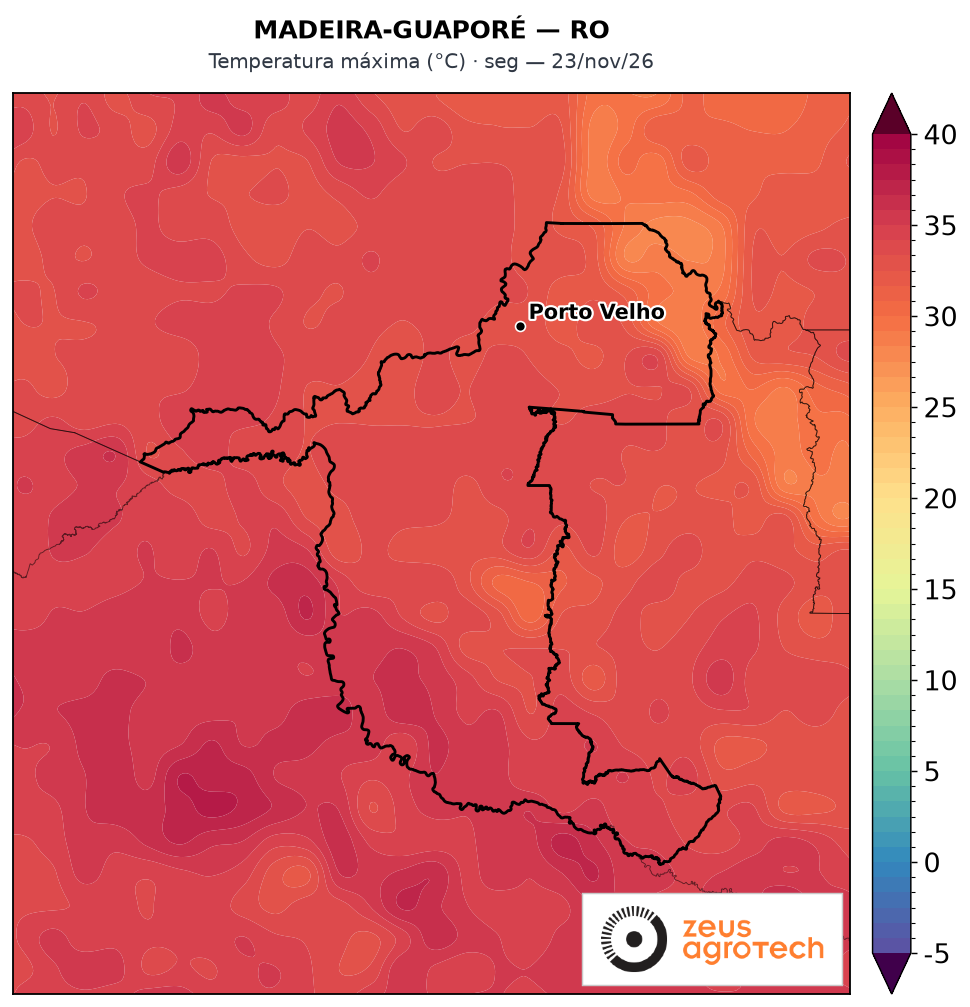 MADEIRA-GUAPORÉ — RO
Temperatura máxima (°C) · seg — 23/nov/26
Porto Velho
40
35
30
25
20
15
10
5
0
-5
zeus
agrotech